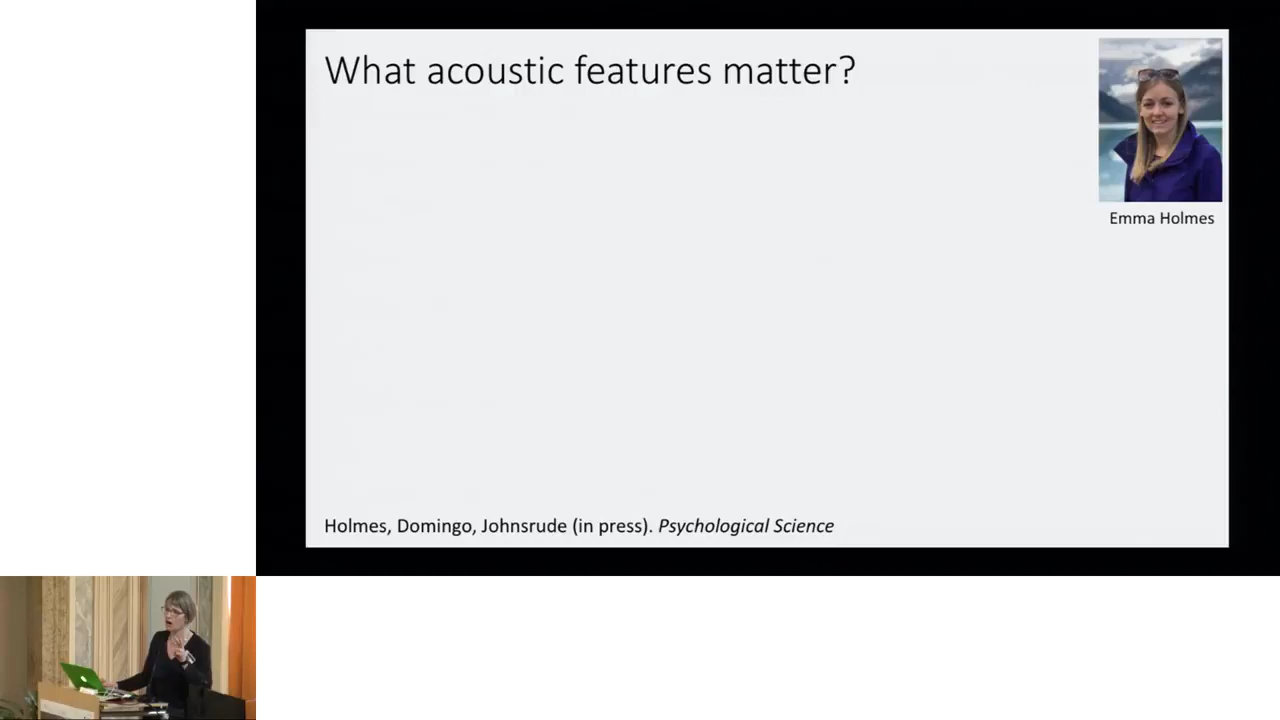 What acoustic features matter?
Emma Holmes
Holmes, Domingo, Johnsrude (in press). Psychological Science